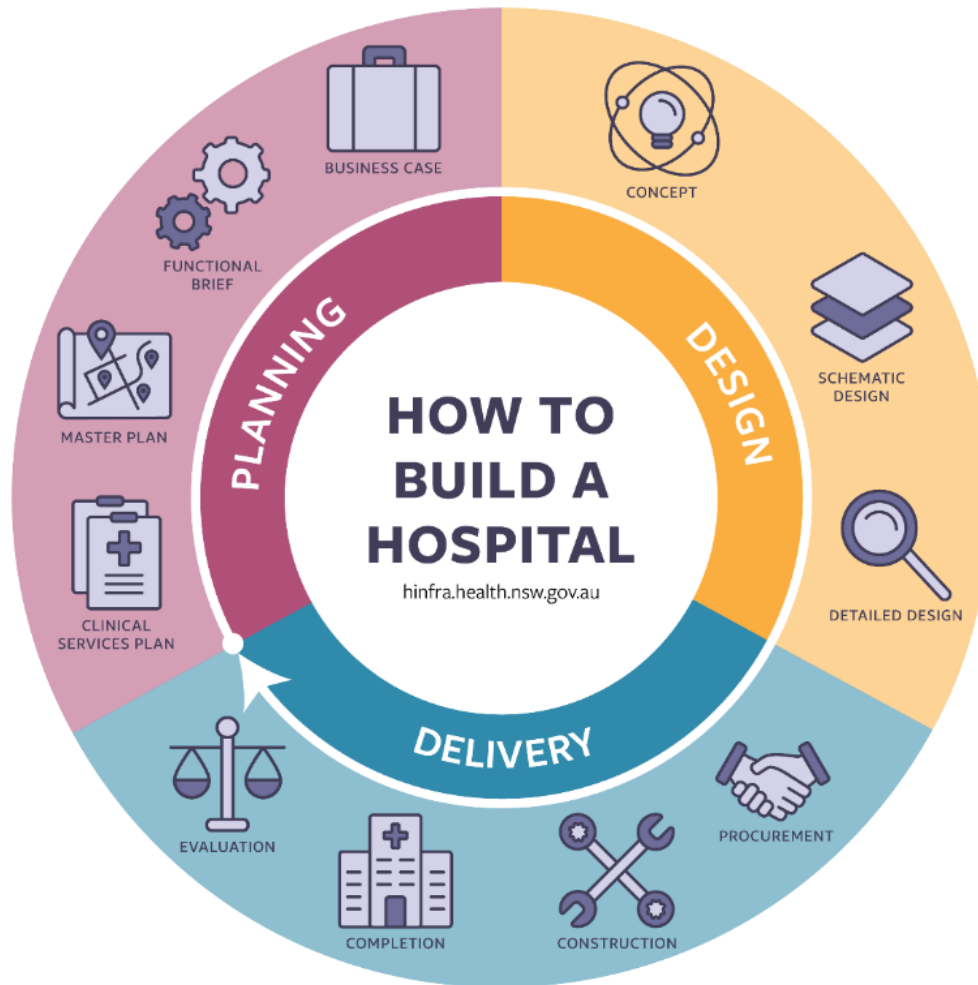 HOW TO
BUILD A
HOSPITAL
hinfra.health.nsw.gov.au
PLANNING
CLINICAL
SERVICES PLAN
MASTER PLAN
FUNCTIONAL
BRIEF
BUSINESS CASE
DESIGN
CONCEPT
SCHEMATIC
DESIGN
DETAILED DESIGN
DELIVERY
PROCUREMENT
CONSTRUCTION
COMPLETION
EVALUATION